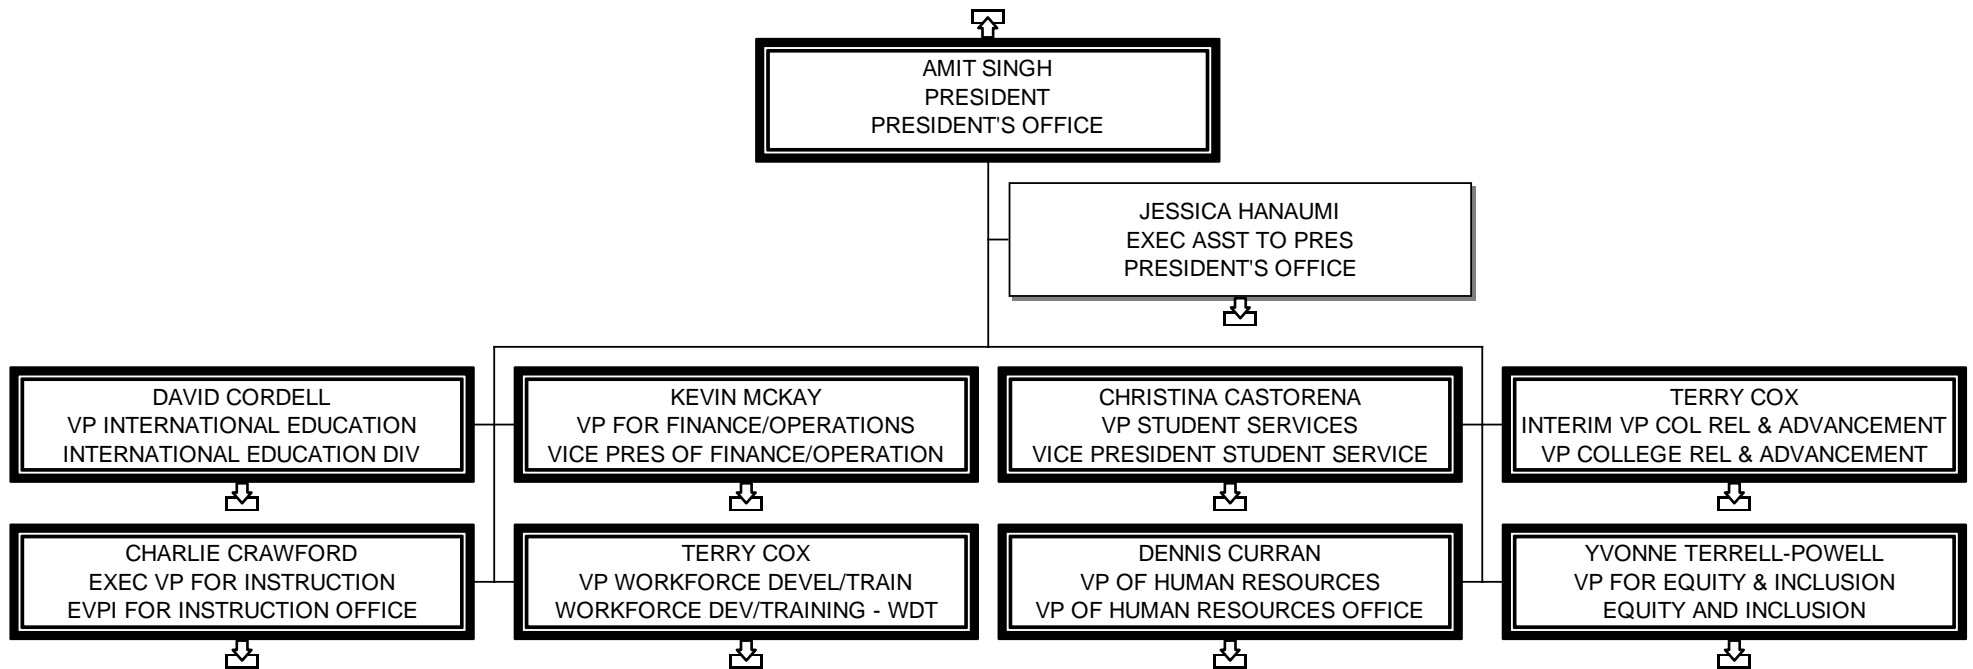 AMIT SINGH
PRESIDENT
PRESIDENT'S OFFICE
JESSICA HANAUMI
EXEC ASST TO PRES
PRESIDENT'S OFFICE
DAVID CORDELL
VP INTERNATIONAL EDUCATION
INTERNATIONAL EDUCATION DIV
KEVIN MCKAY
VP FOR FINANCE/OPERATIONS
VICE PRES OF FINANCE/OPERATION
CHRISTINA CASTORENA
VP STUDENT SERVICES
VICE PRESIDENT STUDENT SERVICE
TERRY COX
INTERIM VP COL REL & ADVANCEMENT
VP COLLEGE REL & ADVANCEMENT
CHARLIE CRAWFORD
EXEC VP FOR INSTRUCTION
EVPI FOR INSTRUCTION OFFICE
TERRY COX
VP WORKFORCE DEVEL/TRAIN
WORKFORCE DEV/TRAINING - WDT
DENNIS CURRAN
VP OF HUMAN RESOURCES
VP OF HUMAN RESOURCES OFFICE
YVONNE TERRELL-POWELL
VP FOR EQUITY & INCLUSION
EQUITY AND INCLUSION